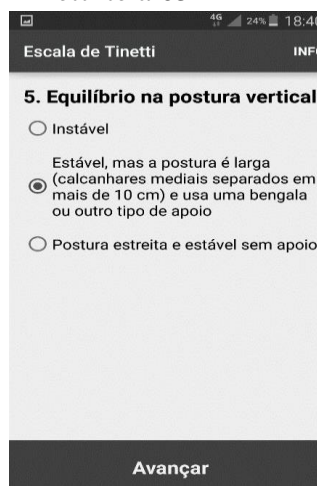 4G 24% 18:40
Escala de Tinetti INF
5. Equilíbrio na postura vertical
Instável
Estável, mas a postura é larga
(calcanhares mediais separados em
mais de 10 cm) e usa uma bengala
ou outro tipo de apoio
Postura estreita e estável sem apoio
Avançar